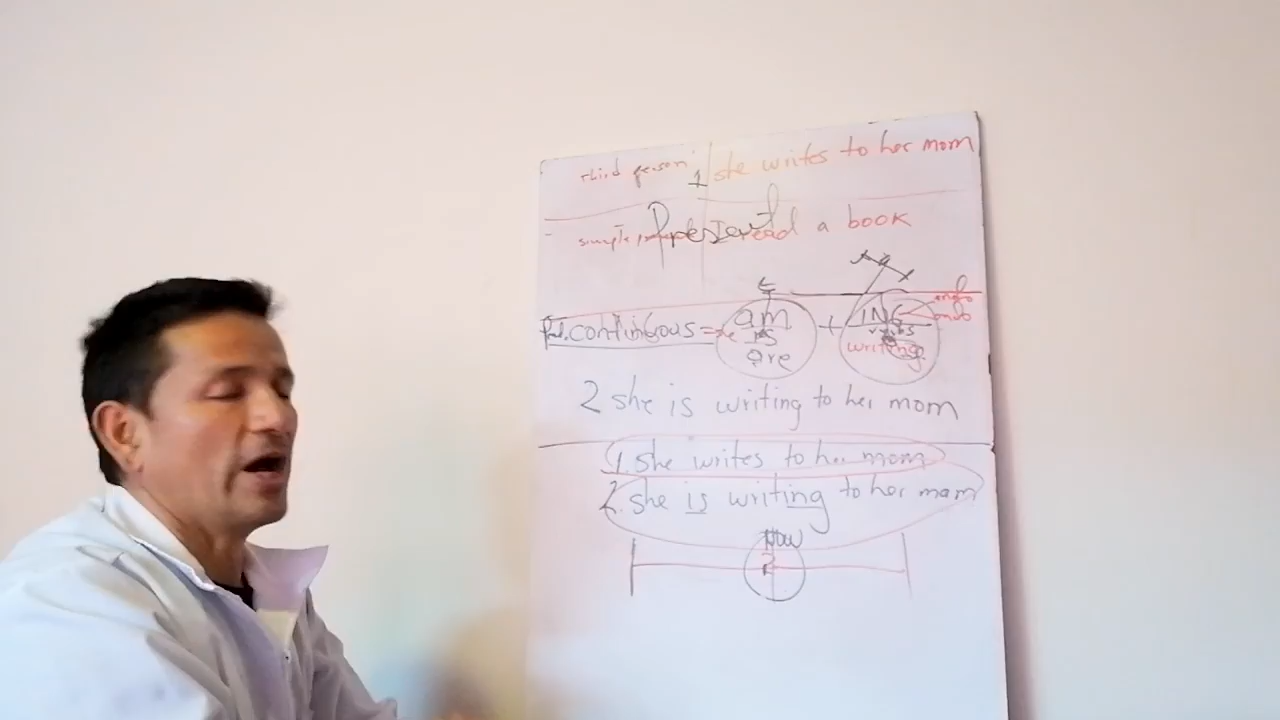 third person 1 she writes to her mom
simple Present I read a book
continuous = am + ING
is verbs
are writing
2 she is writing to her mom
1. she writes to her mom
2. she is writing to her mam
Now